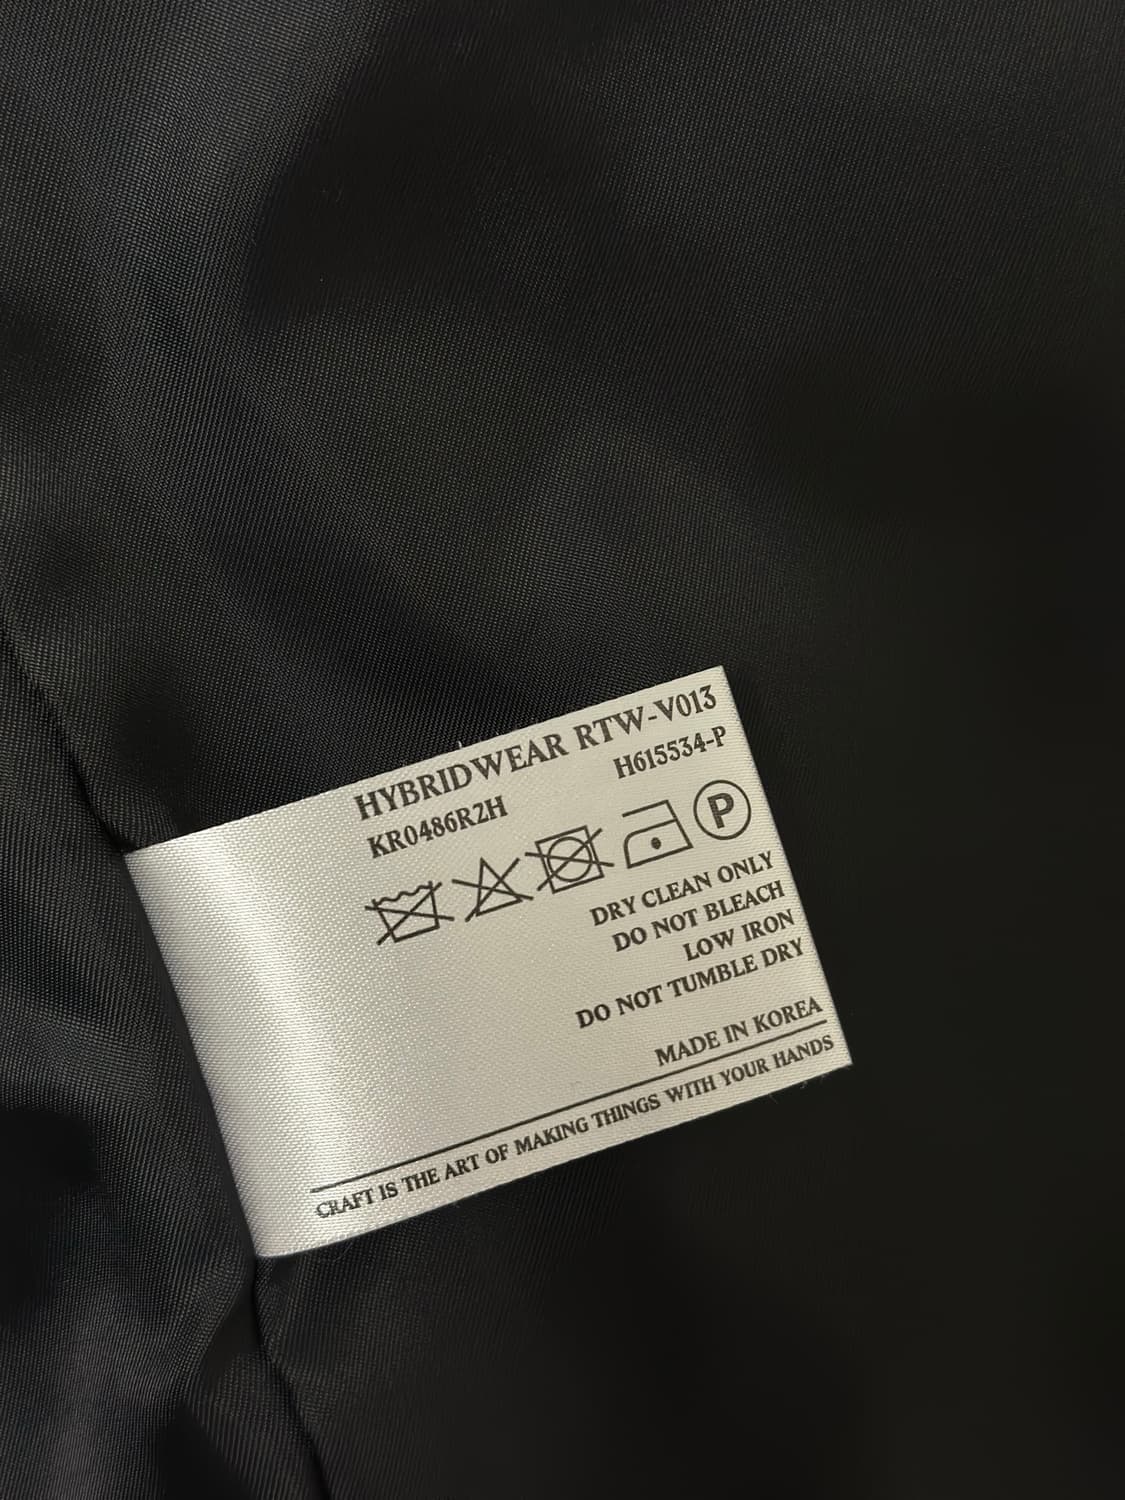 HYBRIDWEAR RTW-V013
KR0486R2H H615534-P
P
DRY CLEAN ONLY
DO NOT BLEACH
LOW IRON
DO NOT TUMBLE DRY
MADE IN KOREA
CRAFT IS THE ART OF MAKING THINGS WITH YOUR HANDS